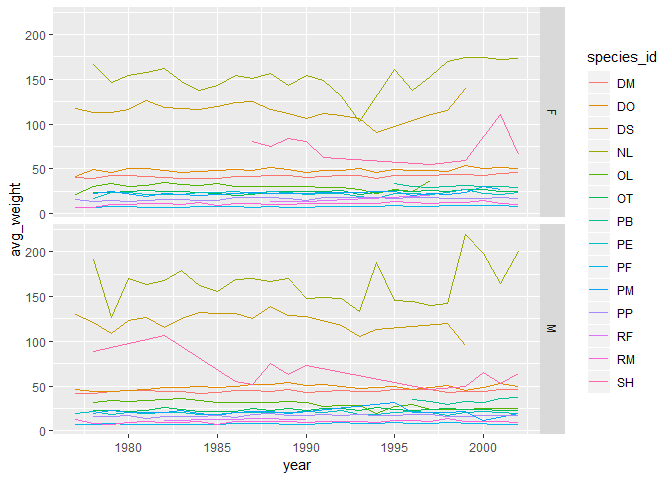 avg_weight
200
150
100
50
0
F
200
150
100
50
0
M
1980
1985
1990
1995
2000
year
species_id
DM
DO
DS
NL
OL
OT
PB
PE
PF
PM
PP
RF
RM
SH